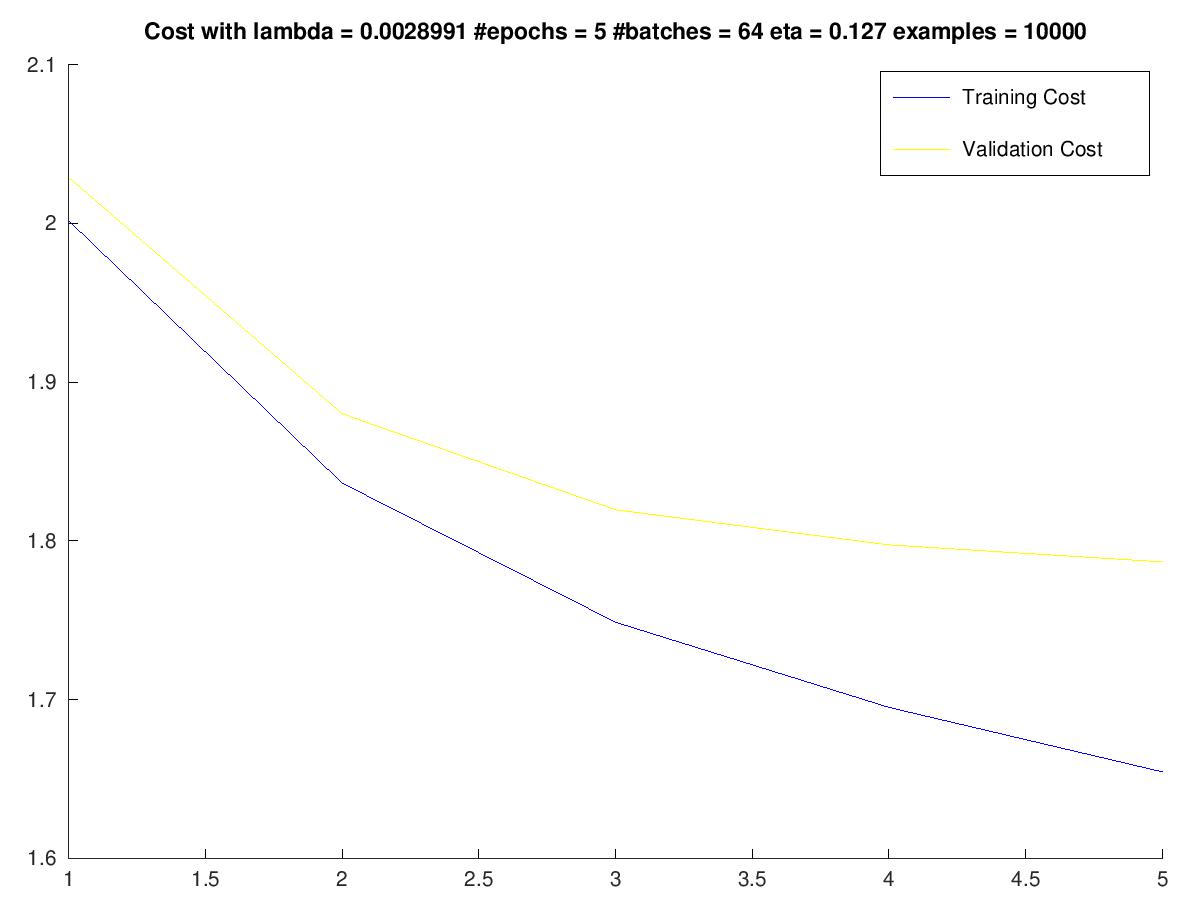 Cost with lambda = 0.0028991 #epochs = 5 #batches = 64 eta = 0.127 examples = 10000
2.1
Training Cost
Validation Cost
2
1.9
1.8
1.7
1.6
1 1.5 2 2.5 3 3.5 4 4.5 5